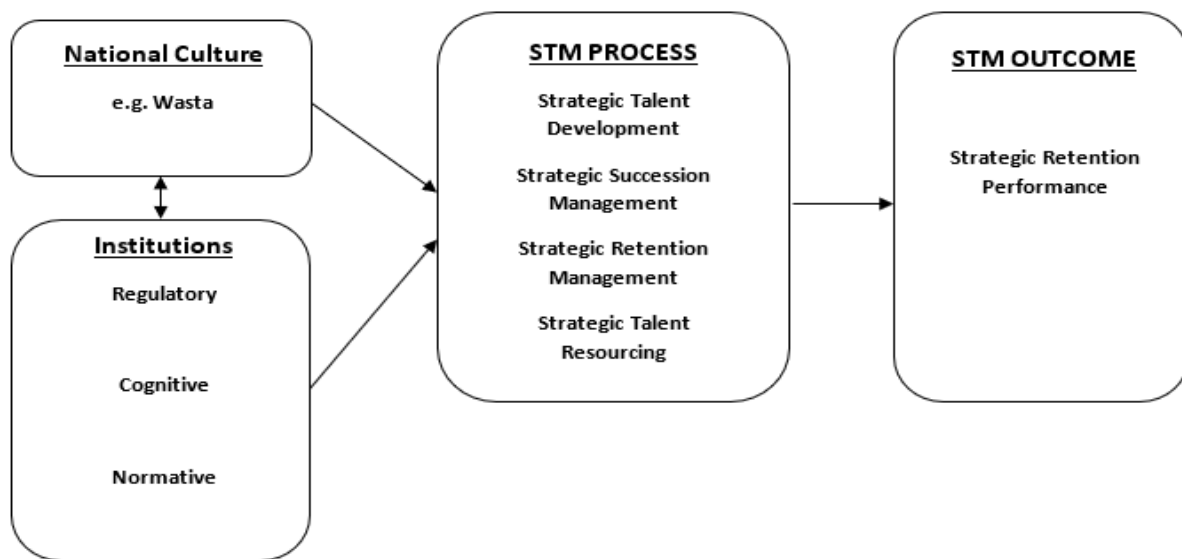 National Culture
e.g. Wasta
Institutions
Regulatory
Cognitive
Normative
STM PROCESS
Strategic Talent
Development
Strategic Succession
Management
Strategic Retention
Management
Strategic Talent
Resourcing
STM OUTCOME
Strategic Retention
Performance